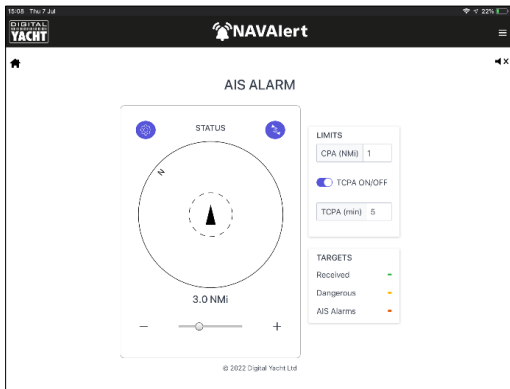 15:08 Thu 7 Jul
22%
DIGITAL
YACHT
NAVAlert
AIS ALARM
STATUS
N
3.0 NMi
LIMITS
CPA (NMi) 1
TCPA ON/OFF
TCPA (min) 5
TARGETS
Received -
Dangerous -
AIS Alarms -
© 2022 Digital Yacht Ltd